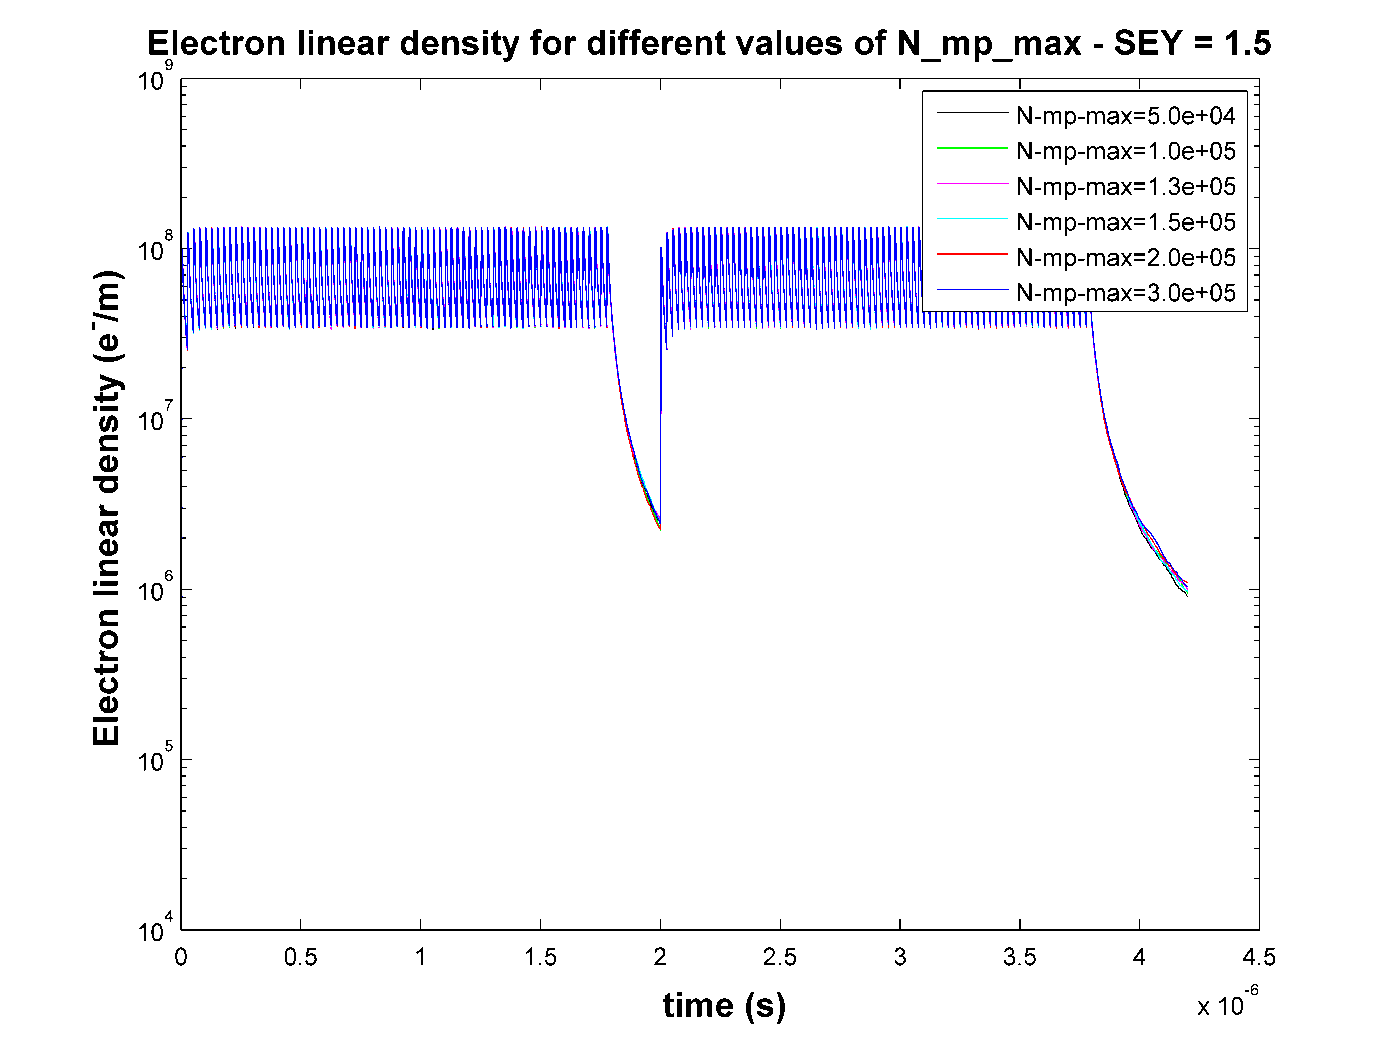 Electron linear density for different values of N_mp_max - SEY = 1.5
10^9
10^8
10^7
10^6
10^5
10^4
Electron linear density (e^-/m)
N-mp-max=5.0e+04
N-mp-max=1.0e+05
N-mp-max=1.3e+05
N-mp-max=1.5e+05
N-mp-max=2.0e+05
N-mp-max=3.0e+05
0 0.5 1 1.5 2 2.5 3 3.5 4 4.5
time (s)
x 10^-6